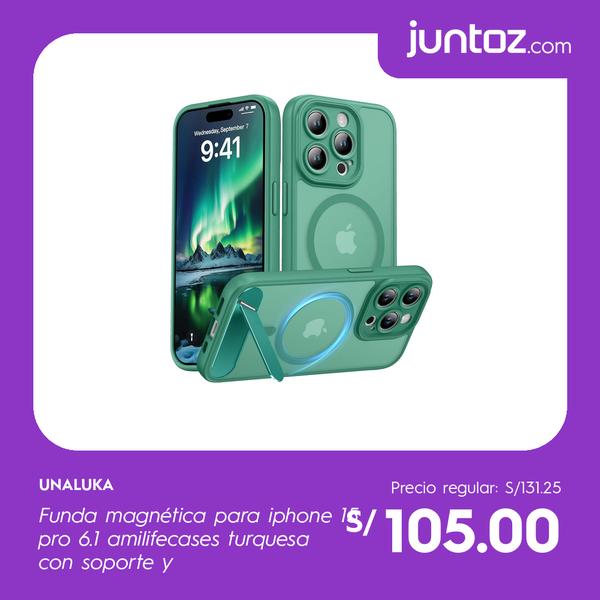 juntoz.com
Wednesday, September 7
9:41
UNALUKA
Funda magnética para iphone 15
pro 6.1 amilifecases turquesa
con soporte y
Precio regular: S/131.25
S/ 105.00